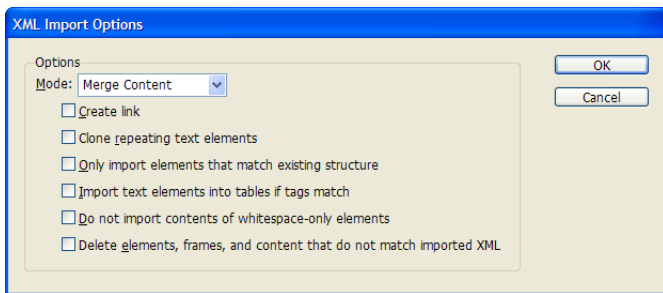 XML Import Options
Options
OK
Mode: Merge Content
Cancel
Create link
Clone repeating text elements
Only import elements that match existing structure
Import text elements into tables if tags match
Do not import contents of whitespace-only elements
Delete elements, frames, and content that do not match imported XML